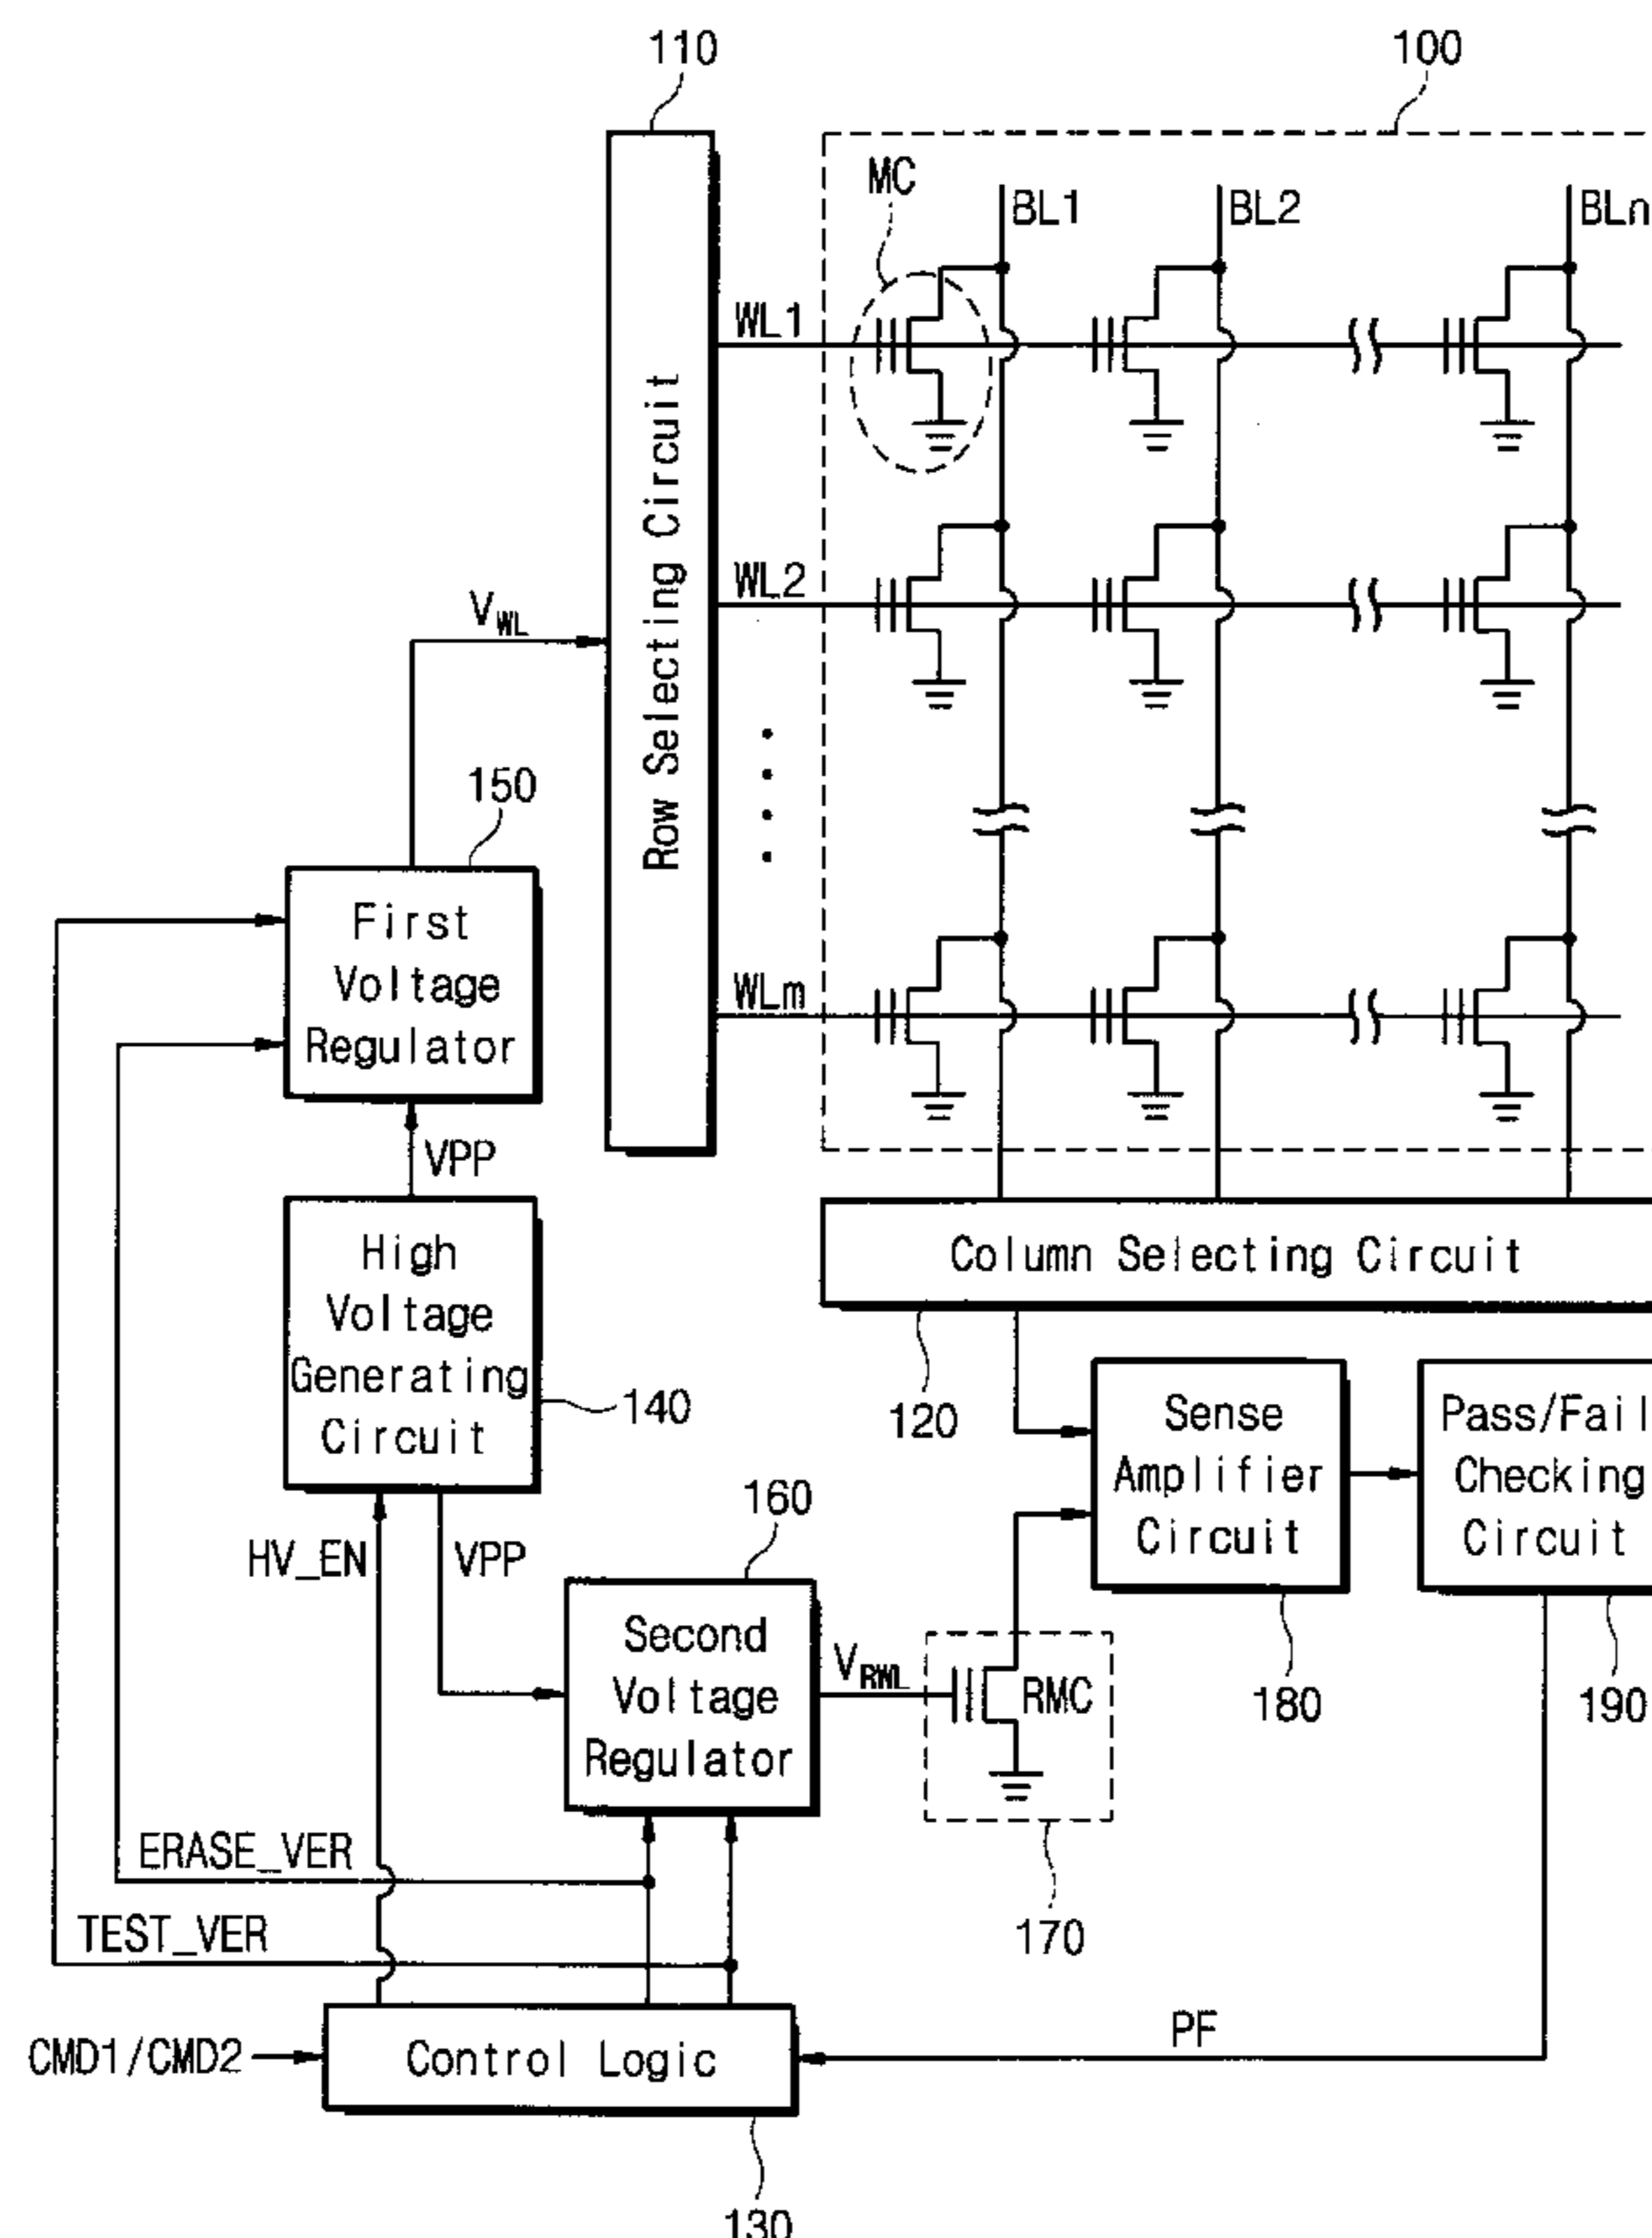 110
100
MC
BL1
BL2
BLn
WL1
Row Selecting Circuit
WL2
VWL
150
First
Voltage
Regulator
WLm
VPP
High
Voltage
Generating
Circuit
140
Column Selecting Circuit
120
Sense
Amplifier
Circuit
Pass/Fail
Checking
Circuit
160
HV_EN
VPP
Second
Voltage
Regulator
VRWL
RMC
180
190
ERASE_VER
170
TEST_VER
CMD1/CMD2
Control Logic
PF
130